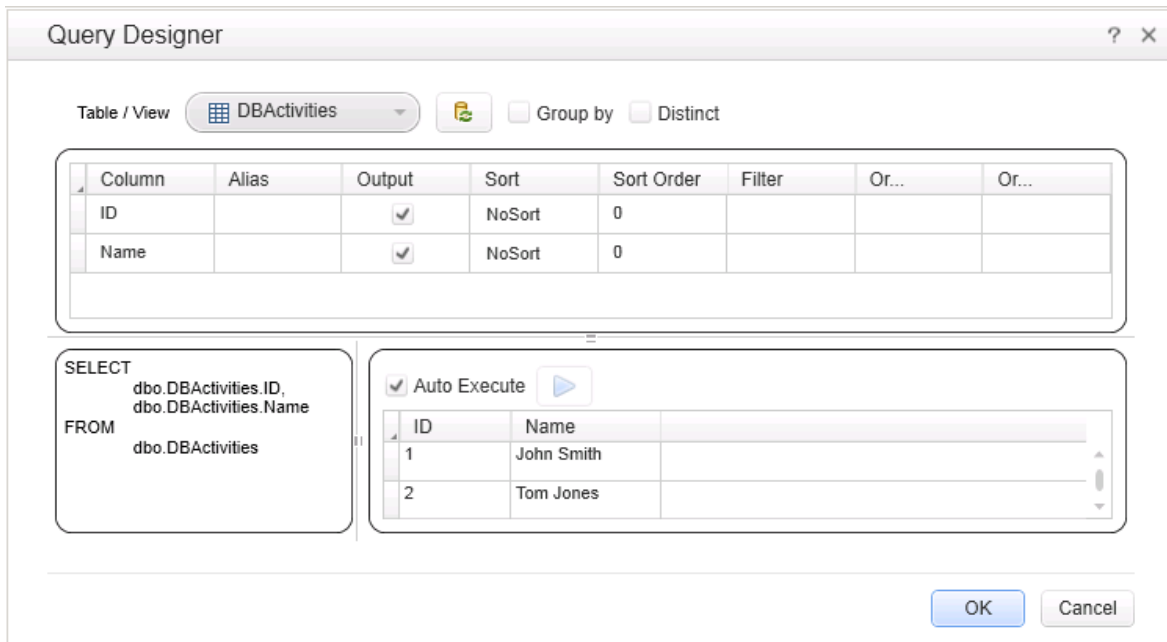 Query Designer ?
Table / View DBActivities Group by Distinct
Column Alias Output Sort Sort Order Filter Or... Or...
ID NoSort 0
Name NoSort 0
SELECT
dbo.DBActivities.ID,
dbo.DBActivities.Name
FROM
dbo.DBActivities
Auto Execute
ID Name
1 John Smith
2 Tom Jones
OK Cancel